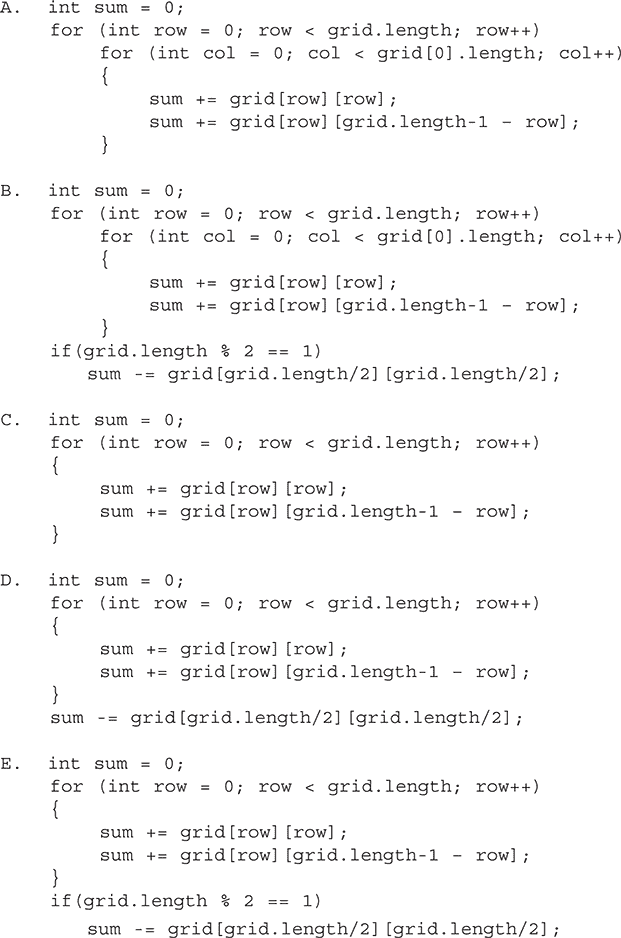 A. int sum = 0;
for (int row = 0; row < grid.length; row++)
for (int col = 0; col < grid[0].length; col++)
{
sum += grid[row][row];
sum += grid[row][grid.length-1 – row];
}
B. int sum = 0;
for (int row = 0; row < grid.length; row++)
for (int col = 0; col < grid[0].length; col++)
{
sum += grid[row][row];
sum += grid[row][grid.length-1 – row];
}
if(grid.length % 2 == 1)
sum -= grid[grid.length/2][grid.length/2];
C. int sum = 0;
for (int row = 0; row < grid.length; row++)
{
sum += grid[row][row];
sum += grid[row][grid.length-1 – row];
}
D. int sum = 0;
for (int row = 0; row < grid.length; row++)
{
sum += grid[row][row];
sum += grid[row][grid.length-1 – row];
}
sum -= grid[grid.length/2][grid.length/2];
E. int sum = 0;
for (int row = 0; row < grid.length; row++)
{
sum += grid[row][row];
sum += grid[row][grid.length-1 – row];
}
if(grid.length % 2 == 1)
sum -= grid[grid.length/2][grid.length/2];